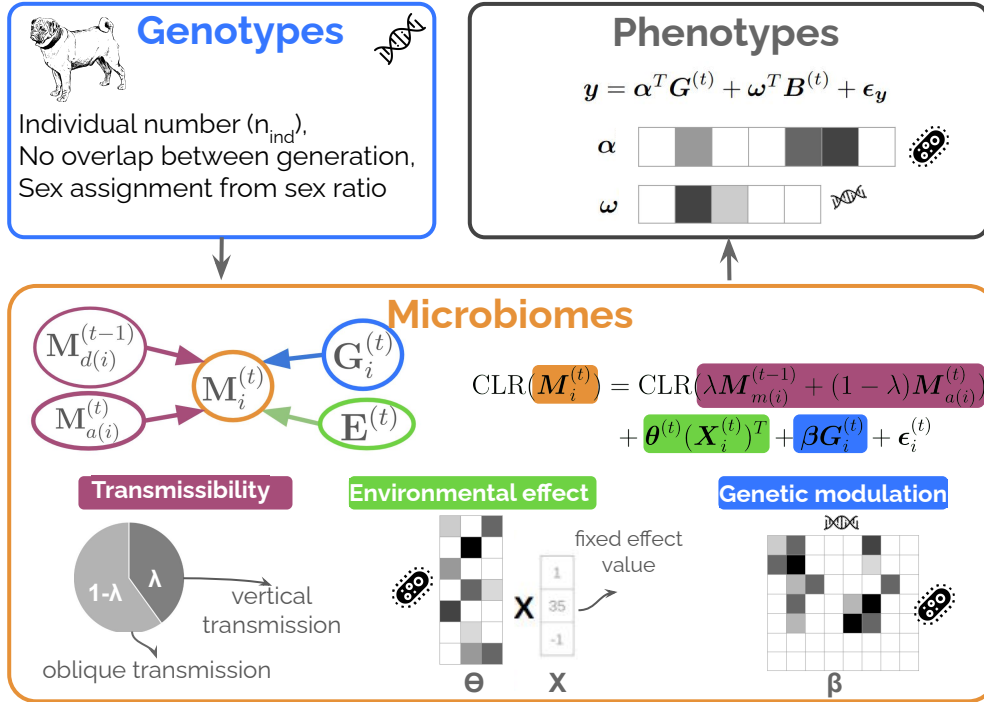 Genotypes
Individual number (n_ind),
No overlap between generation,
Sex assignment from sex ratio
Phenotypes
y = α^T G^(t) + ω^T B^(t) + ϵ_y
α
ω
Microbiomes
M_d(i)^(t−1)
M_a(i)^(t)
M_i^(t)
G_i^(t)
E^(t)
CLR(M_i^(t)) = CLR(λM_m(i)^(t−1) + (1 − λ)M_a(i)^(t))
+ θ^(t)(X_i^(t))^T + βG_i^(t) + ϵ_i^(t)
Transmissibility
1-λ
λ
vertical
transmission
oblique transmission
Environmental effect
fixed effect
value
X
1
35
-1
Θ
X
Genetic modulation
β